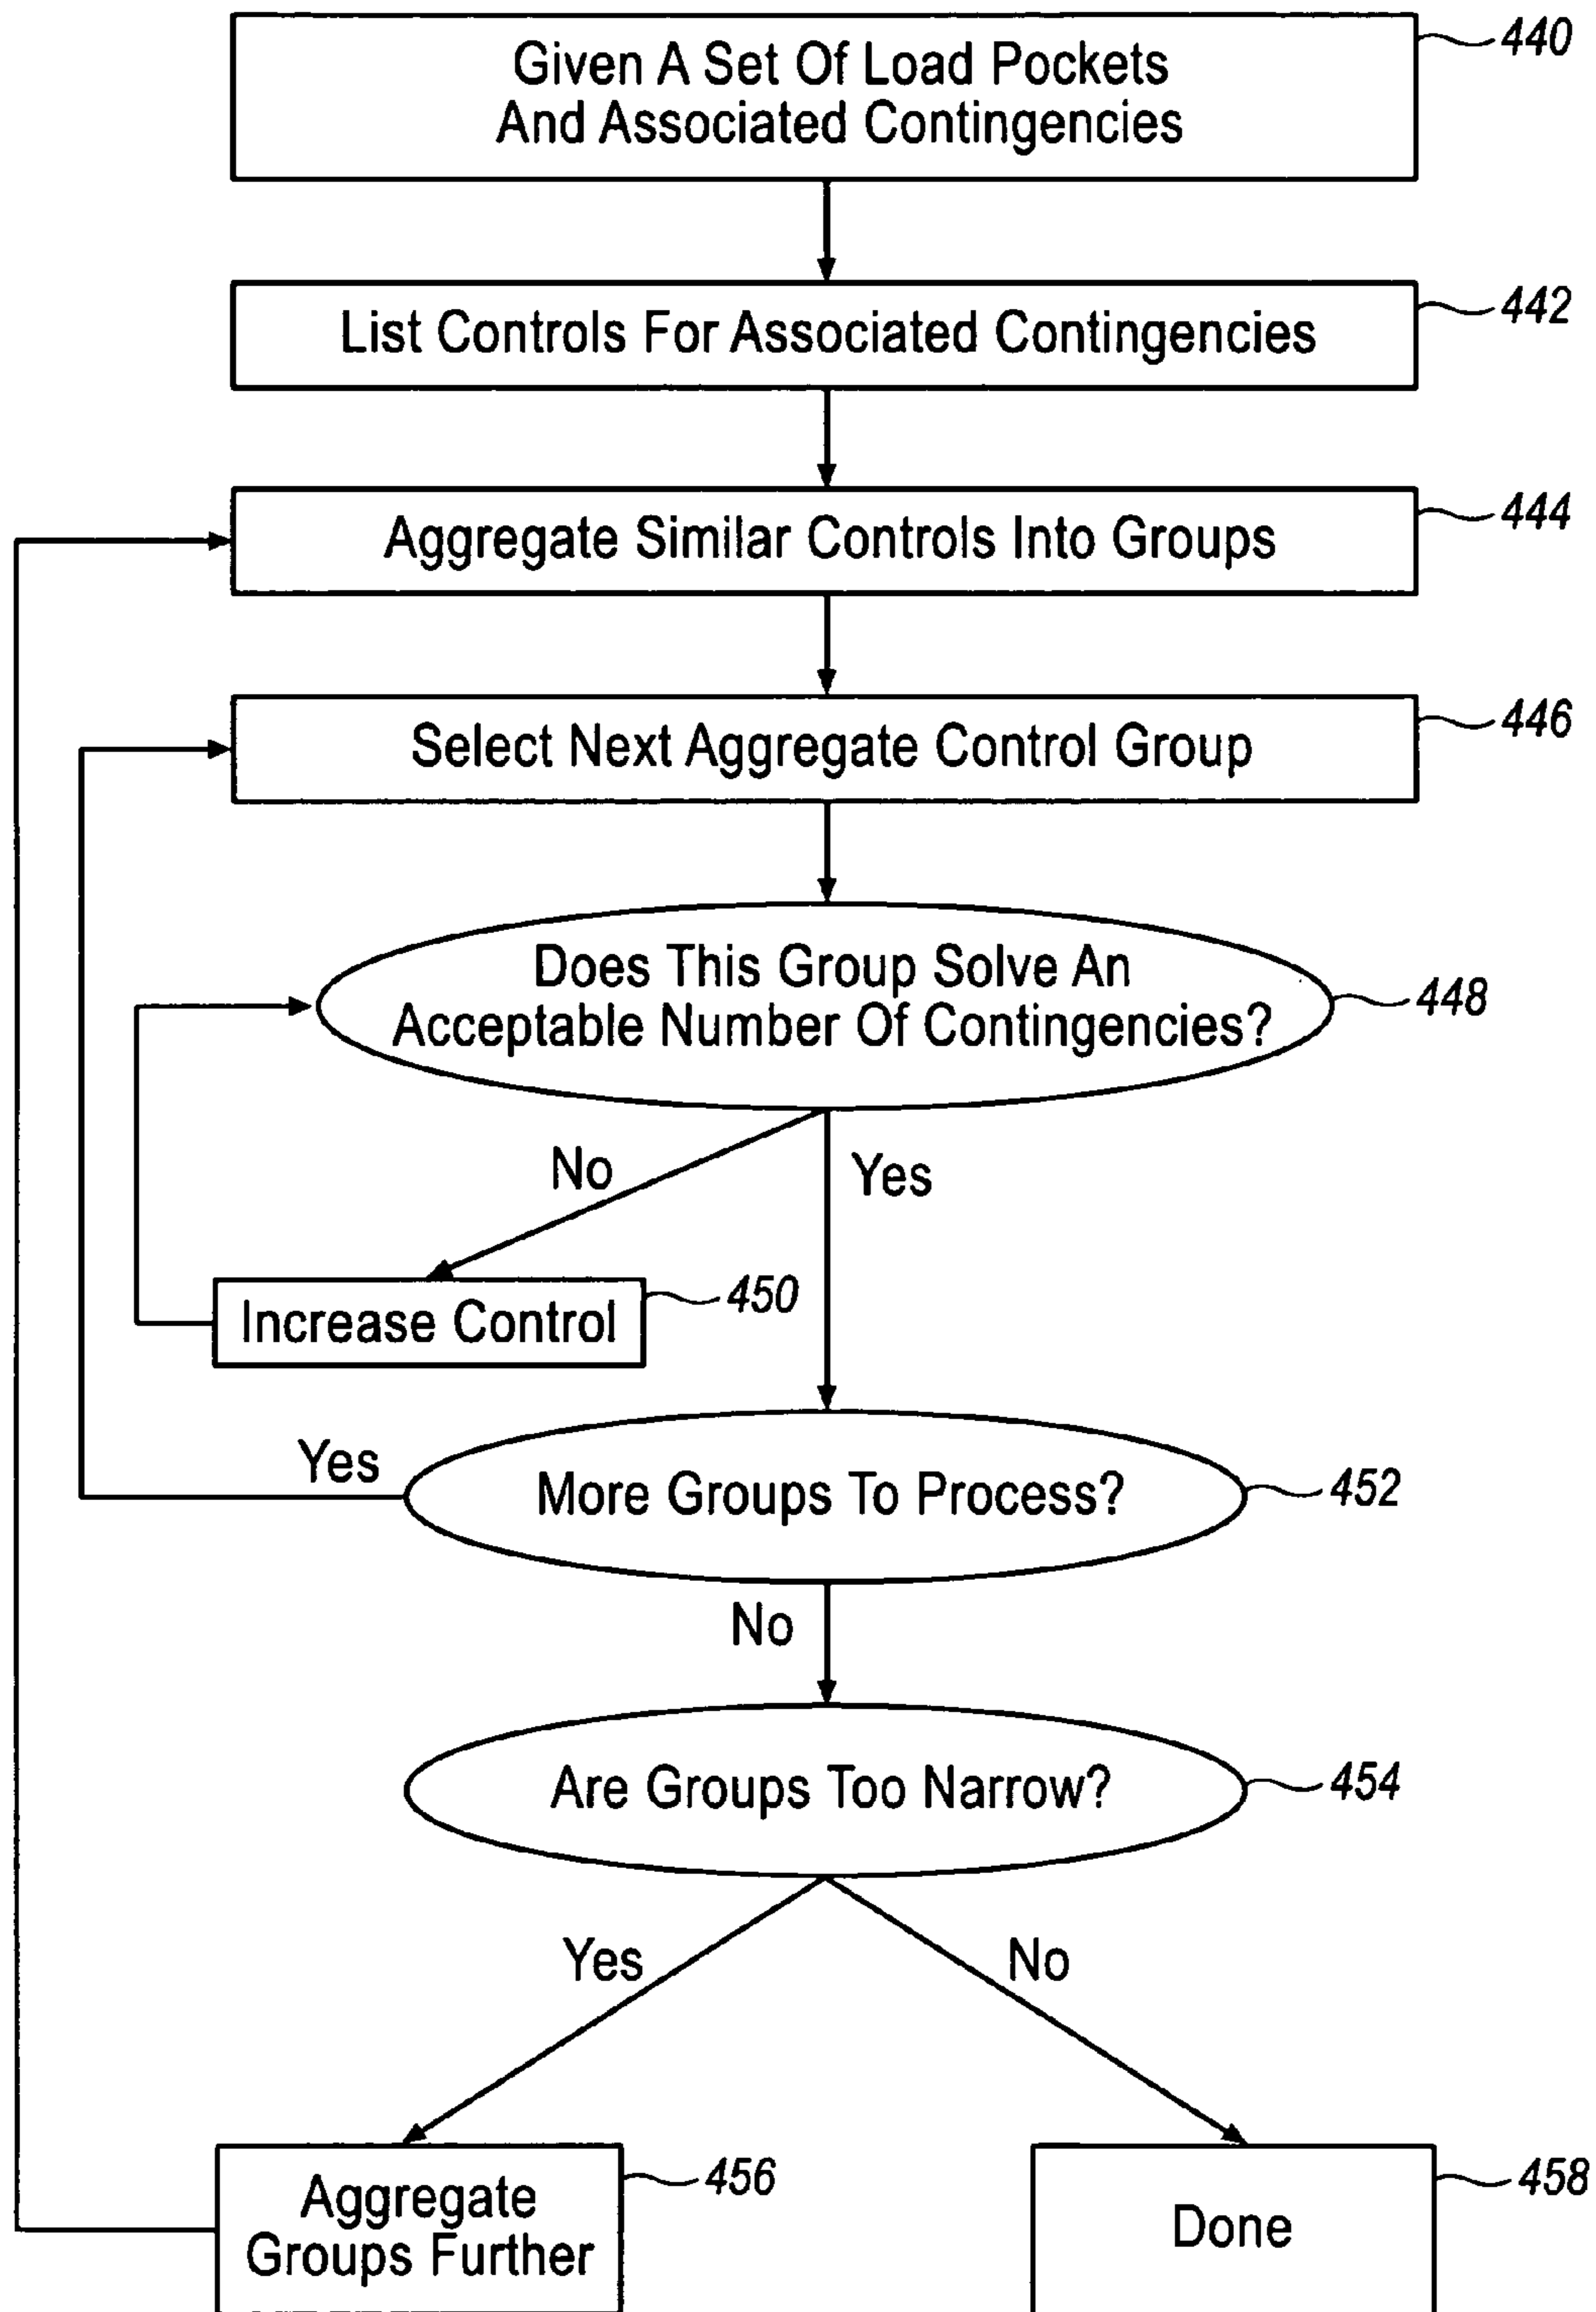 Given A Set Of Load Pockets
And Associated Contingencies
440
List Controls For Associated Contingencies
442
Aggregate Similar Controls Into Groups
444
Select Next Aggregate Control Group
446
Does This Group Solve An
Acceptable Number Of Contingencies?
448
No
Yes
Increase Control
450
Yes
More Groups To Process?
452
No
Are Groups Too Narrow?
454
Yes
No
Aggregate
Groups Further
456
Done
458